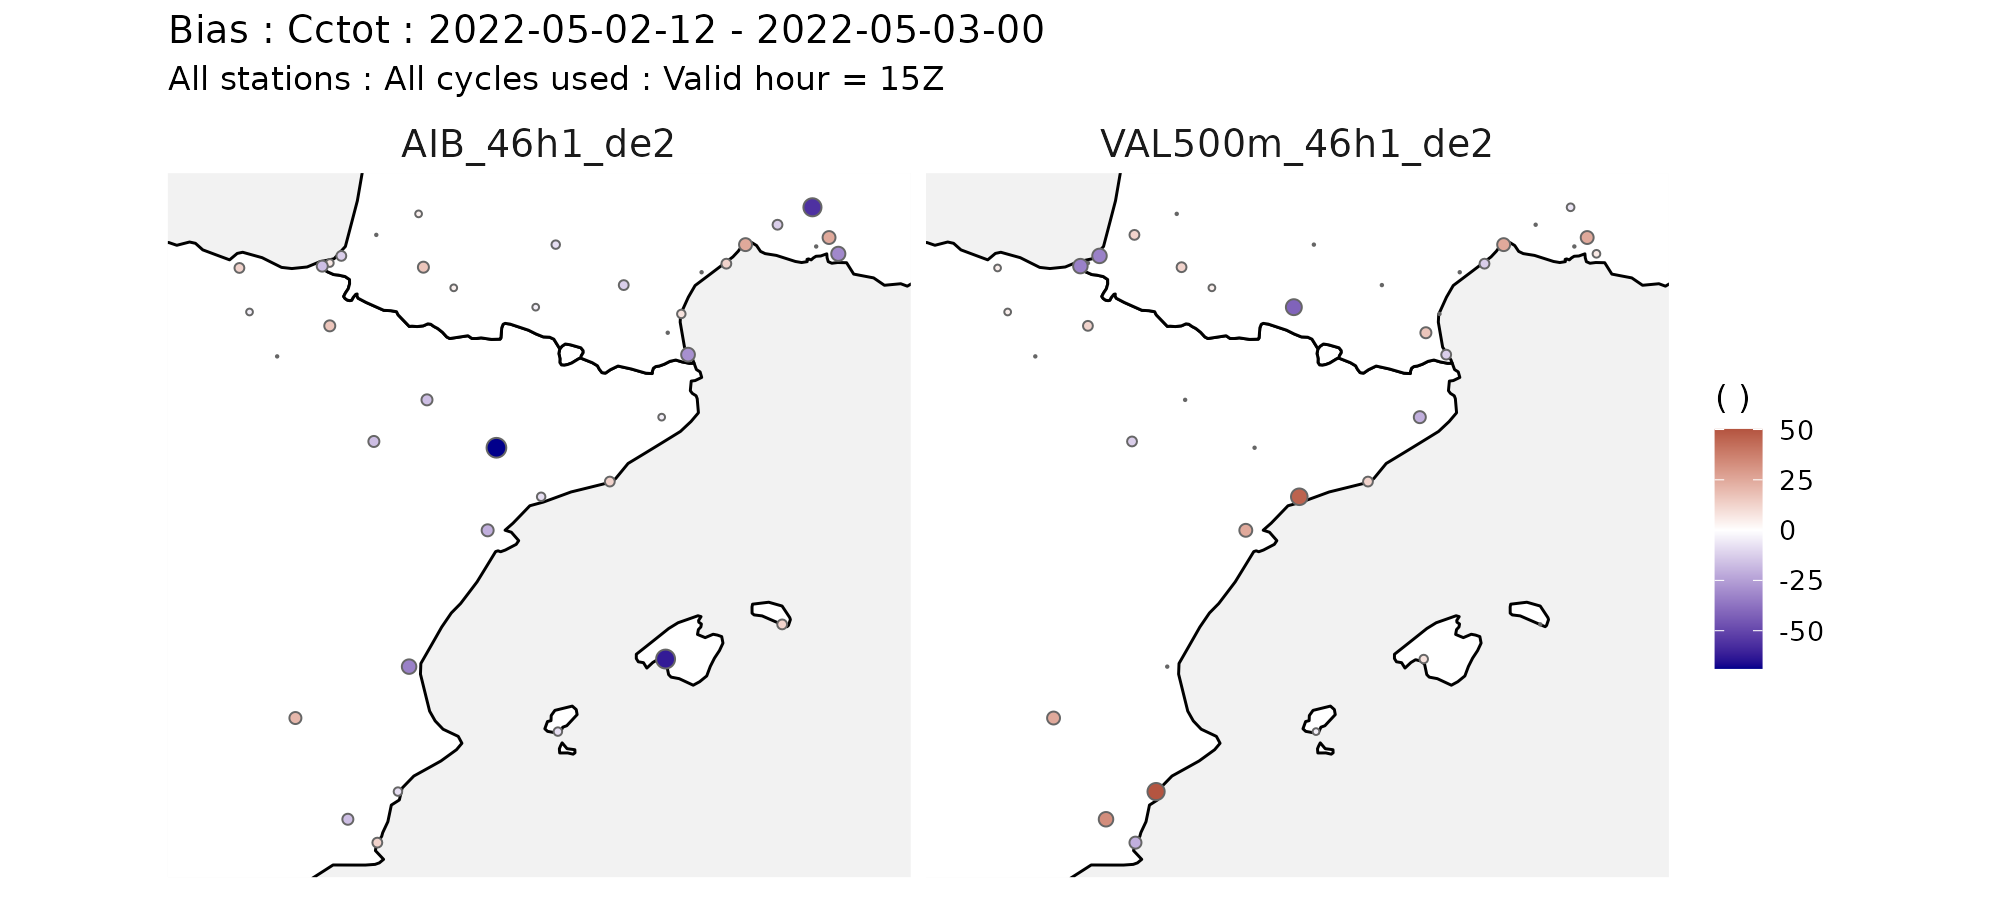 Bias : Cctot : 2022-05-02-12 - 2022-05-03-00
All stations : All cycles used : Valid hour = 15Z
AIB_46h1_de2
VAL500m_46h1_de2
( )
50
25
0
-25
-50